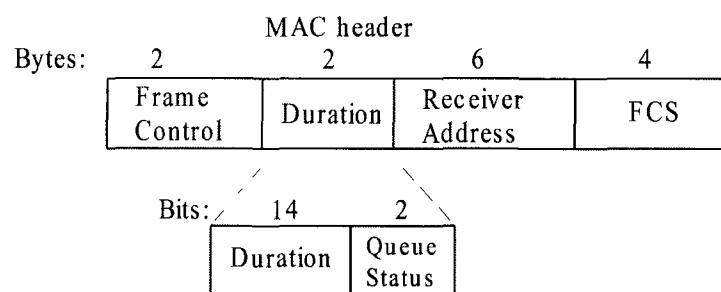 MAC header
Bytes: 2 2 6 4
Frame Control Duration Receiver Address FCS
Bits: 14 2
Duration Queue Status